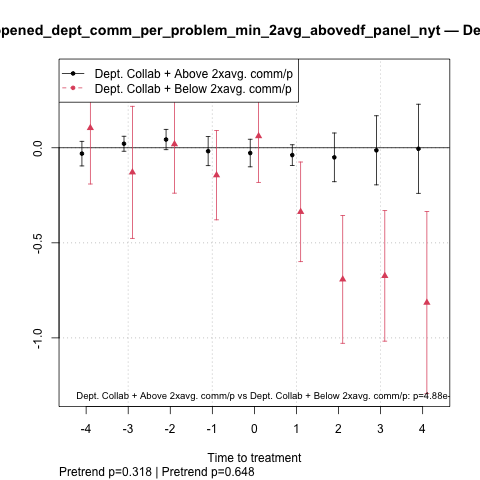 opened_dept_comm_per_problem_min_2avg_abovedf_panel_nyt — De
Dept. Collab + Above 2xavg. comm/p
Dept. Collab + Below 2xavg. comm/p
0.0
-0.5
-1.0
Dept. Collab + Above 2xavg. comm/p vs Dept. Collab + Below 2xavg. comm/p: p=4.88e-
-4 -3 -2 -1 0 1 2 3 4
Time to treatment
Pretrend p=0.318 | Pretrend p=0.648